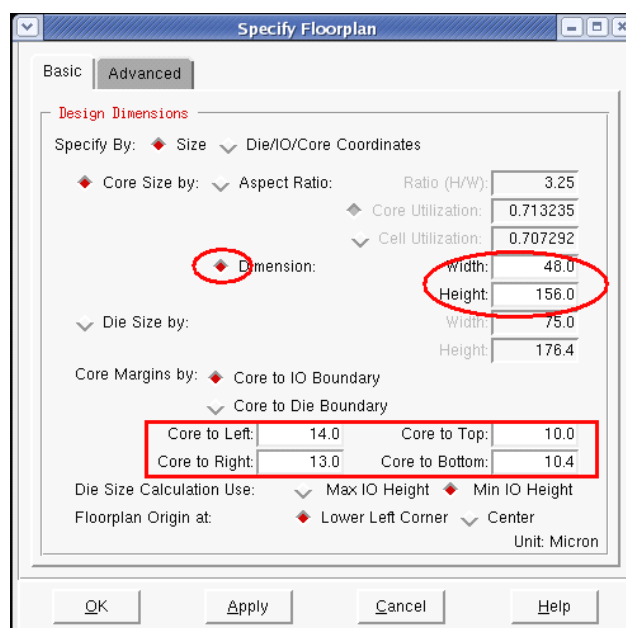 Specify Floorplan
Basic Advanced
Design Dimensions
Specify By: Size Die/IO/Core Coordinates
Core Size by: Aspect Ratio: Ratio (H/W): 3.25
Core Utilization: 0.713235
Cell Utilization: 0.707292
Dimension: Width: 48.0
Height: 156.0
Die Size by: Width: 75.0
Height: 176.4
Core Margins by: Core to IO Boundary
Core to Die Boundary
Core to Left: 14.0 Core to Top: 10.0
Core to Right: 13.0 Core to Bottom: 10.4
Die Size Calculation Use: Max IO Height Min IO Height
Floorplan Origin at: Lower Left Corner Center
Unit: Micron
OK Apply Cancel Help